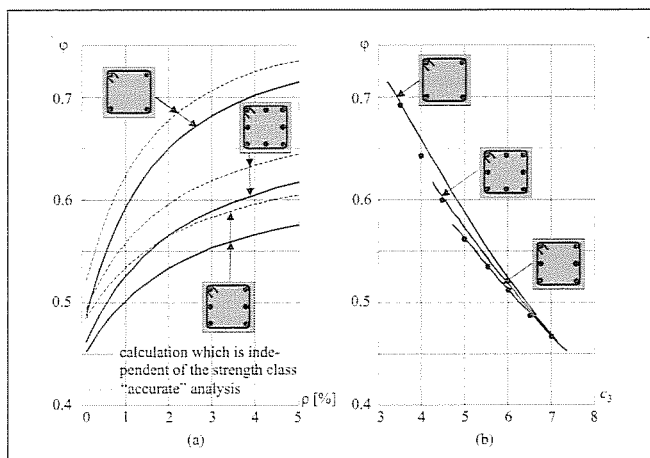 φ φ
0.7 0.7
0.6 0.6
0.5 0.5
calculation which is inde-
pendent of the strength class
"accurate" analysis
0.4 ρ [%] 0.4 c3
0 1 2 3 4 5 3 4 5 6 7 8
(a) (b)